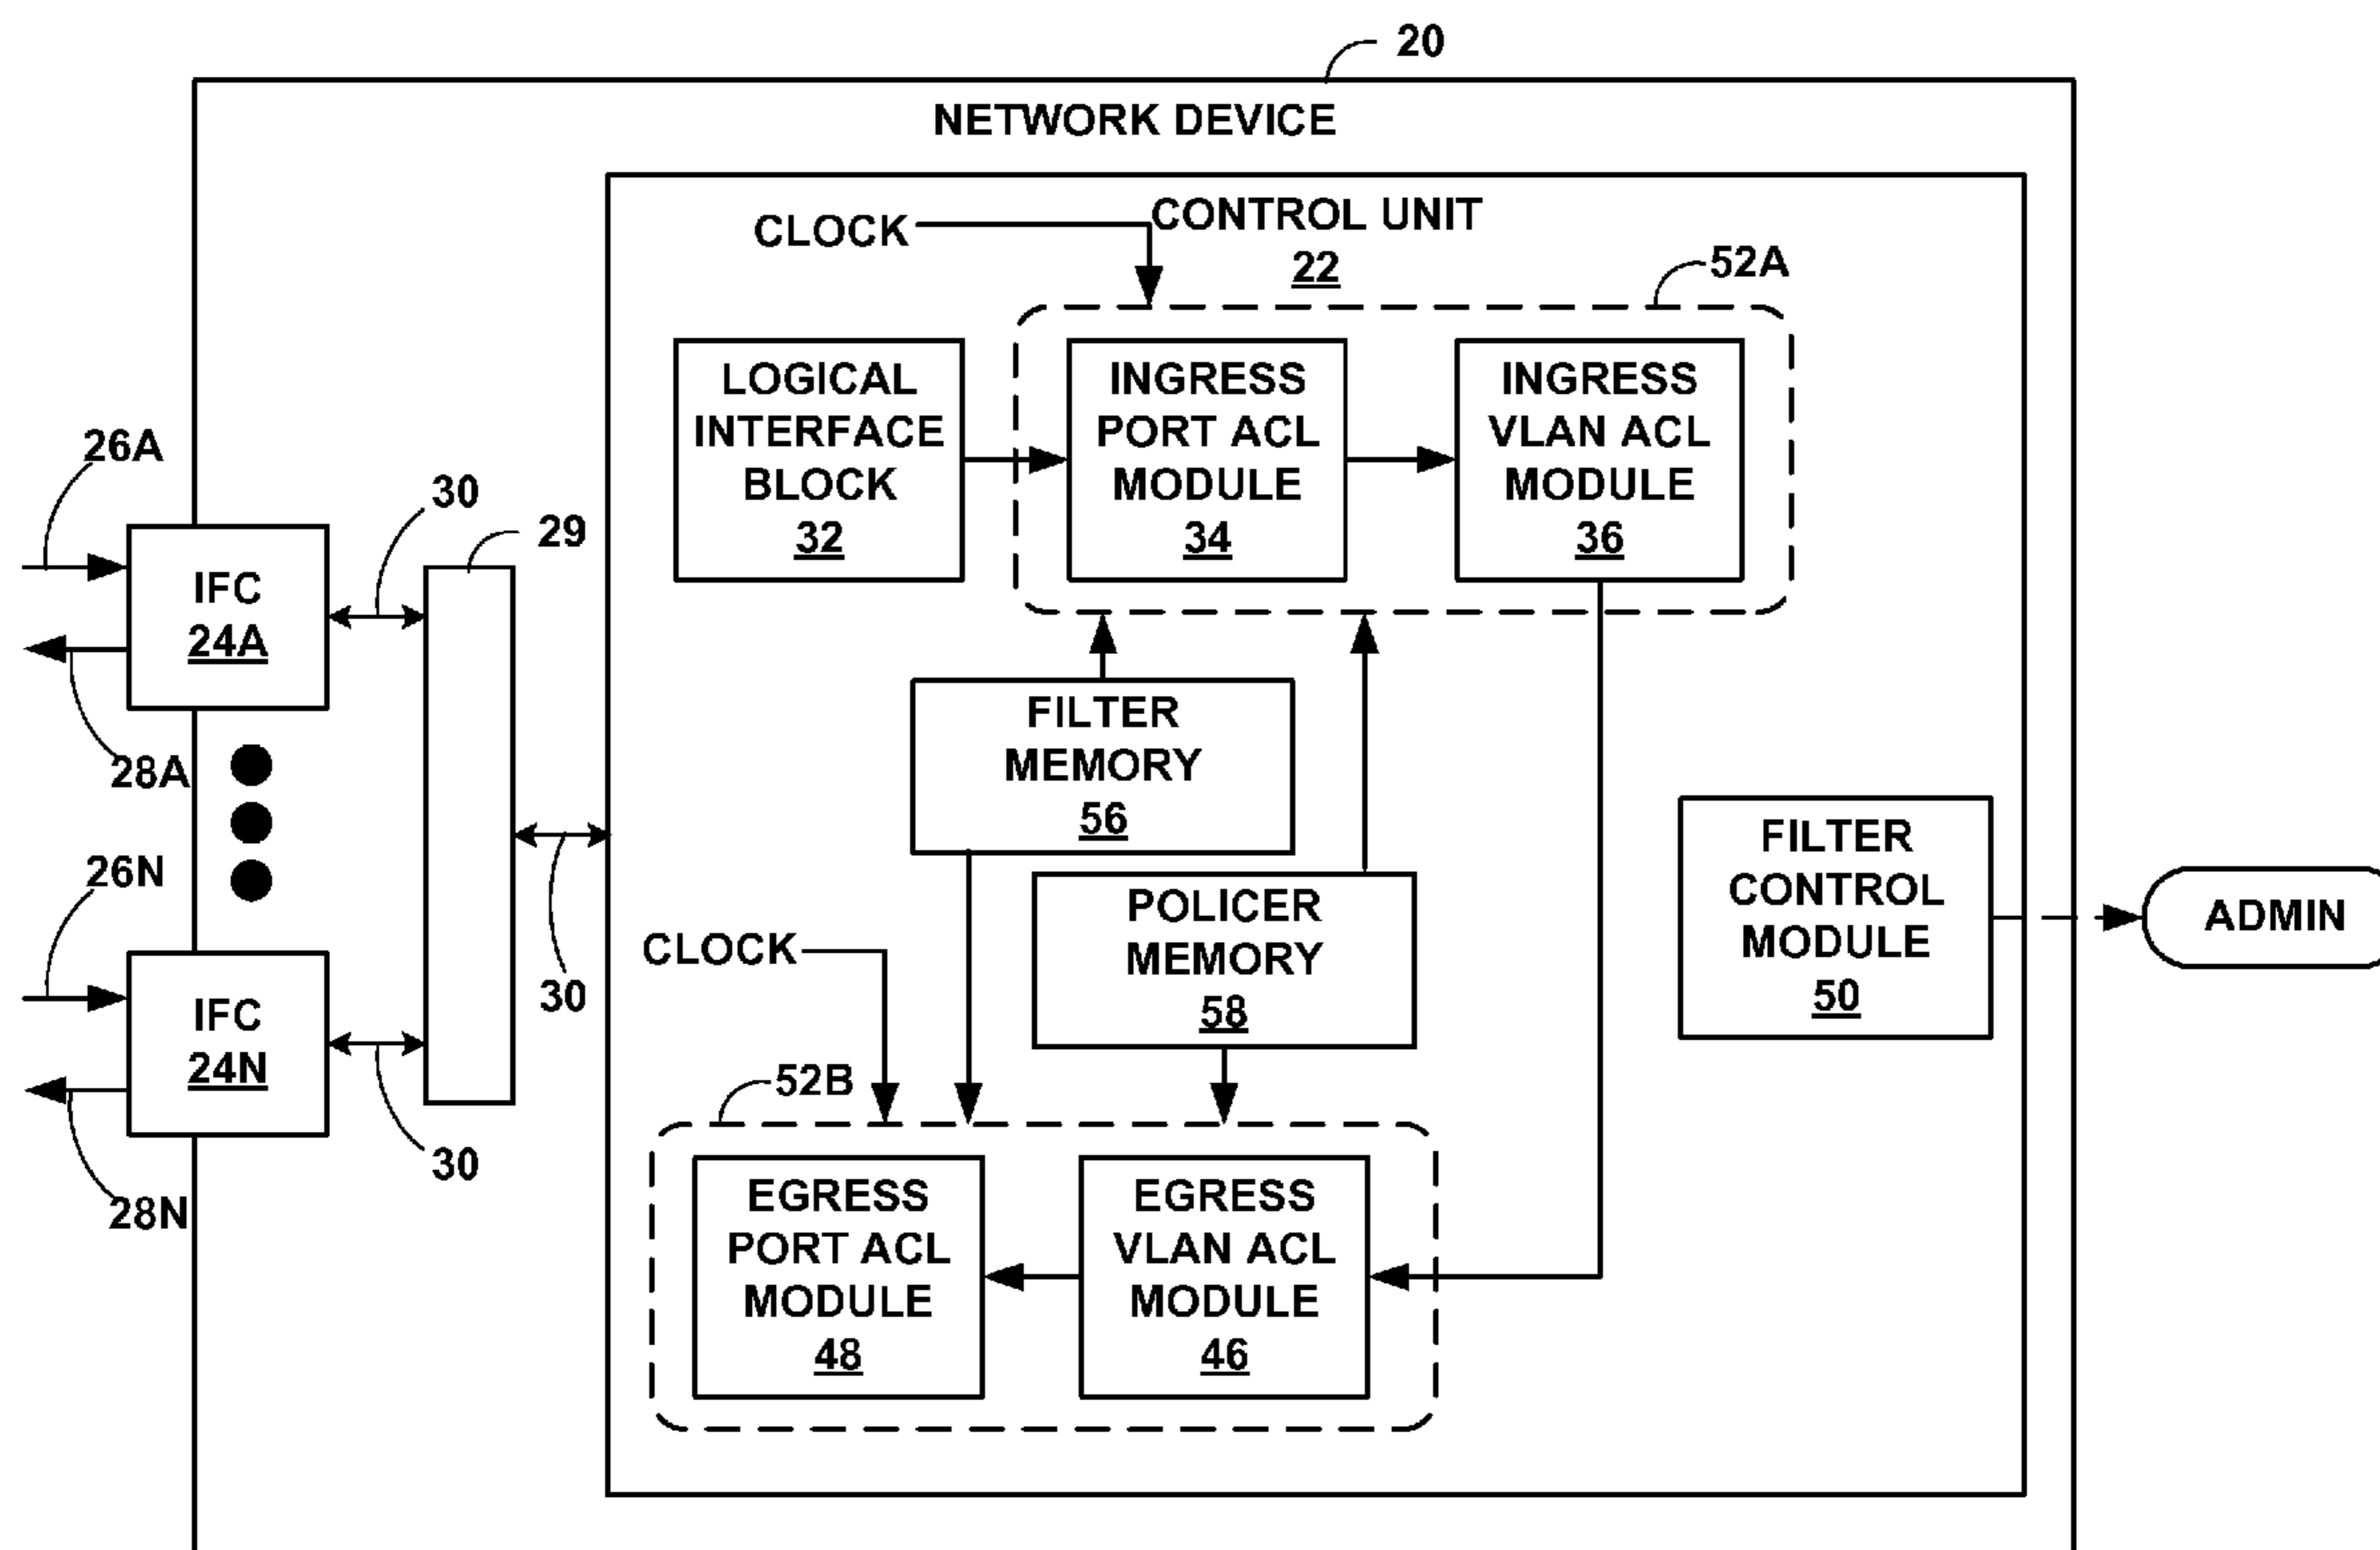 20
NETWORK DEVICE
CLOCK
CONTROL UNIT
22
52A
LOGICAL
INTERFACE
BLOCK
32
INGRESS
PORT ACL
MODULE
34
INGRESS
VLAN ACL
MODULE
36
26A
30
29
IFC
24A
28A
FILTER
MEMORY
56
26N
IFC
24N
28N
30
30
CLOCK
POLICER
MEMORY
58
FILTER
CONTROL
MODULE
50
ADMIN
52B
EGRESS
PORT ACL
MODULE
48
EGRESS
VLAN ACL
MODULE
46